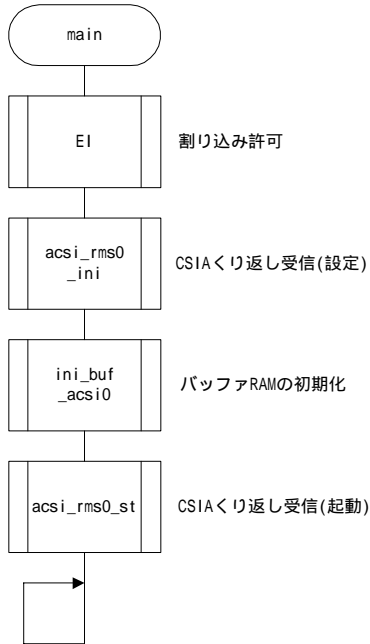 main
EI
割り込み許可
acsi_rms0
_ini
CSIAくり返し受信(設定)
ini_buf
_acsi0
バッファRAMの初期化
acsi_rms0_st
CSIAくり返し受信(起動)